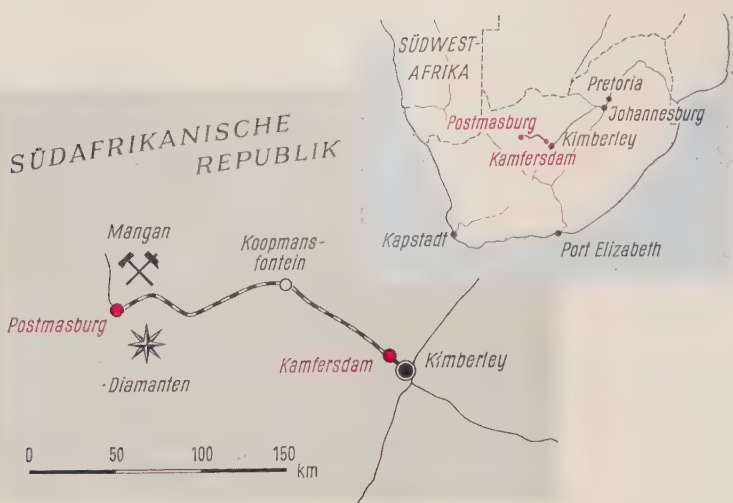 SÜDAFRIKANISCHE
REPUBLIK
Mangan
Koopmans-
fontein
Postmasburg
Diamanten
Kamfersdam
Kimberley
0 50 100 150
km
SÜDWEST-
AFRIKA
Pretoria
Johannesburg
Postmasburg
Kimberley
Kamfersdam
Kapstadt
Port Elizabeth